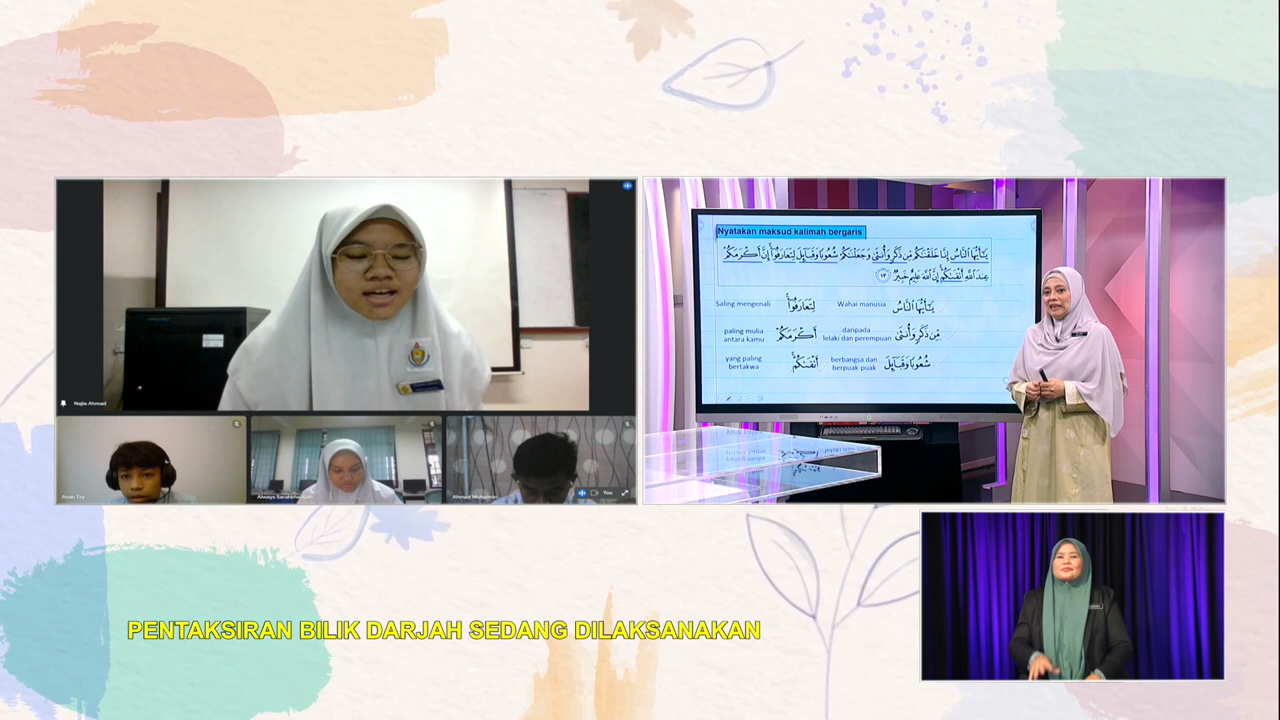 Nyatakan maksud kalimah bergaris
يَٰٓأَيُّهَا ٱلنَّاسُ إِنَّا خَلَقْنَٰكُم مِّن ذَكَرٍ وَأُنثَىٰ وَجَعَلْنَٰكُمْ شُعُوبًا وَقَبَآئِلَ لِتَعَارَفُوٓا۟ إِنَّ أَكْرَمَكُمْ
عِندَ ٱللَّهِ أَتْقَىٰكُمْ إِنَّ ٱللَّهَ عَلِيمٌ خَبِيرٌ ١٣
Saling mengenali لِتَعَارَفُوٓا۟ Wahai manusia يَٰٓأَيُّهَا ٱلنَّاسُ
paling mulia
antara kamu أَكْرَمَكُمْ daripada
lelaki dan perempuan مِّن ذَكَرٍ وَأُنثَىٰ
yang paling
bertakwa أَتْقَىٰكُمْ berbangsa dan
berpuak-puak شُعُوبًا وَقَبَآئِلَ
Najla Ahmad
You
PENTAKSIRAN BILIK DARJAH SEDANG DILAKSANAKAN